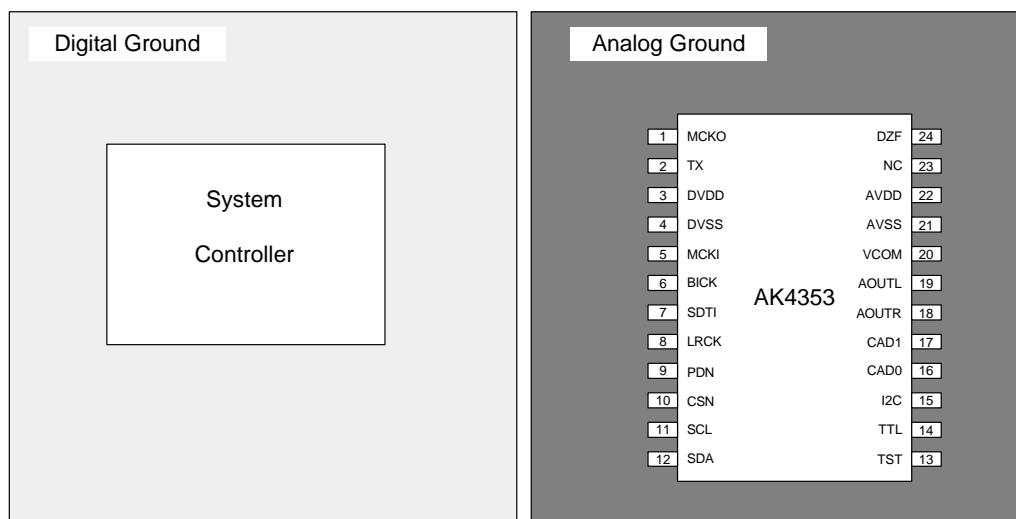 Digital Ground
System
Controller
Analog Ground
1 MCKO
2 TX
3 DVDD
4 DVSS
5 MCKI
6 BICK
7 SDTI
8 LRCK
9 PDN
10 CSN
11 SCL
12 SDA
AK4353
DZF 24
NC 23
AVDD 22
AVSS 21
VCOM 20
AOUTL 19
AOUTR 18
CAD1 17
CAD0 16
I2C 15
TTL 14
TST 13